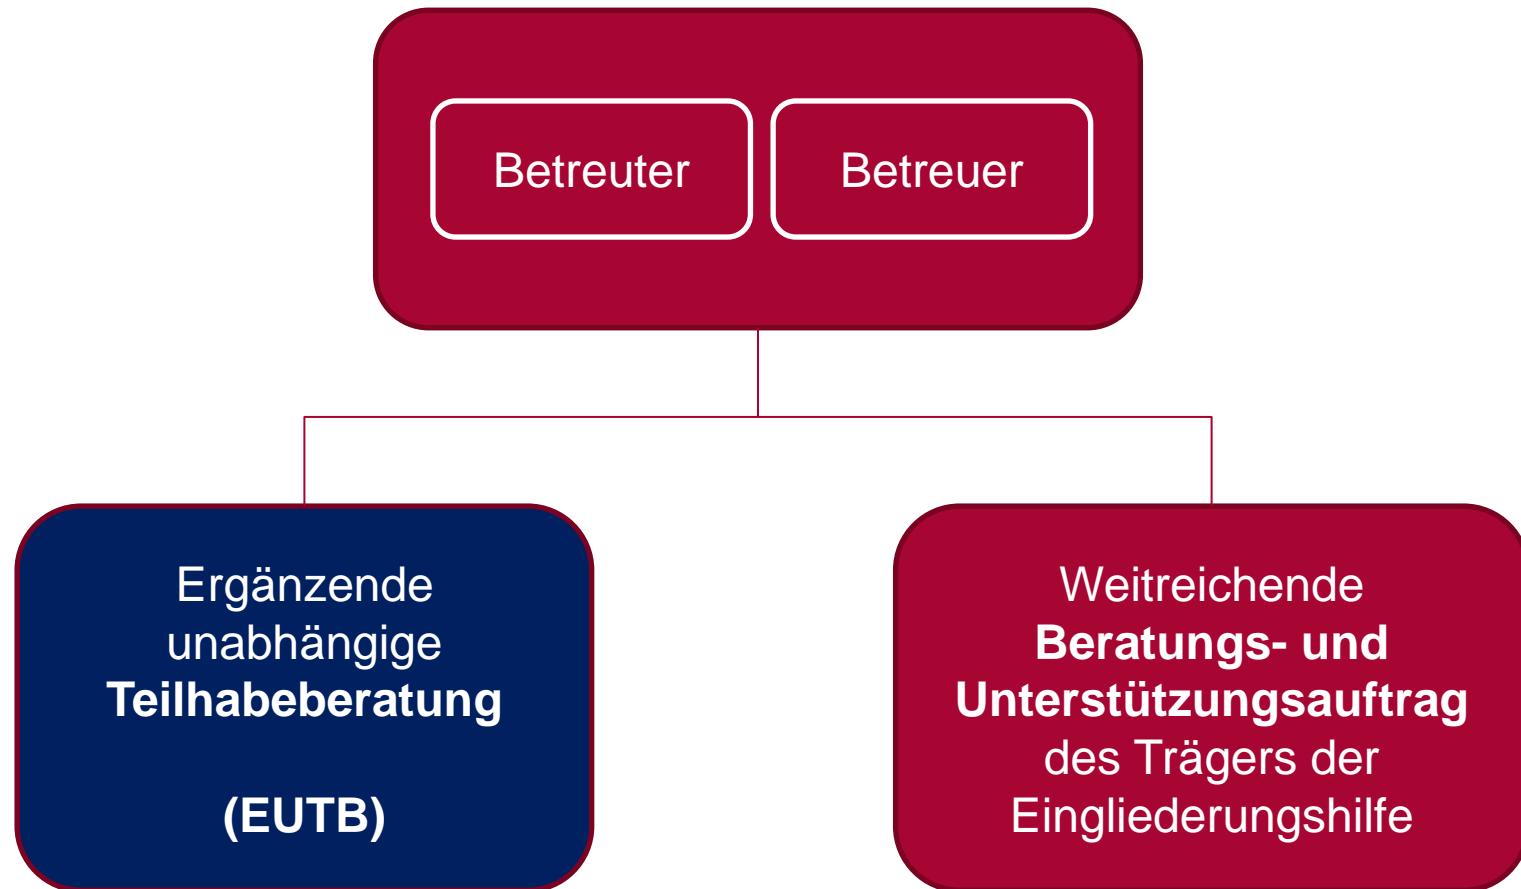 Betreuter
Betreuer
Ergänzende
unabhängige
Teilhabeberatung
(EUTB)
Weitreichende
Beratungs- und
Unterstützungsauftrag
des Trägers der
Eingliederungshilfe